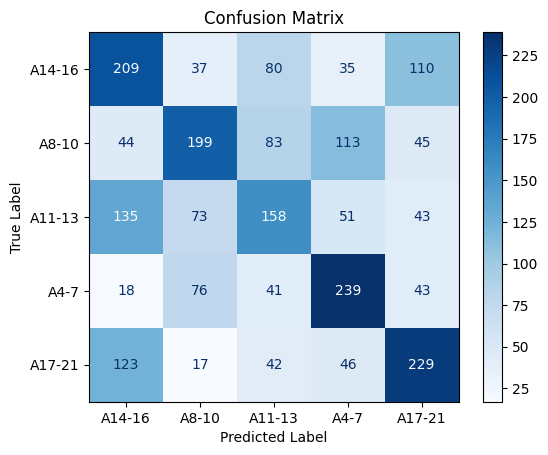 Confusion Matrix
True Label
A14-16 209 37 80 35 110
A8-10 44 199 83 113 45
A11-13 135 73 158 51 43
A4-7 18 76 41 239 43
A17-21 123 17 42 46 229
A14-16 A8-10 A11-13 A4-7 A17-21
Predicted Label
225
200
175
150
125
100
75
50
25